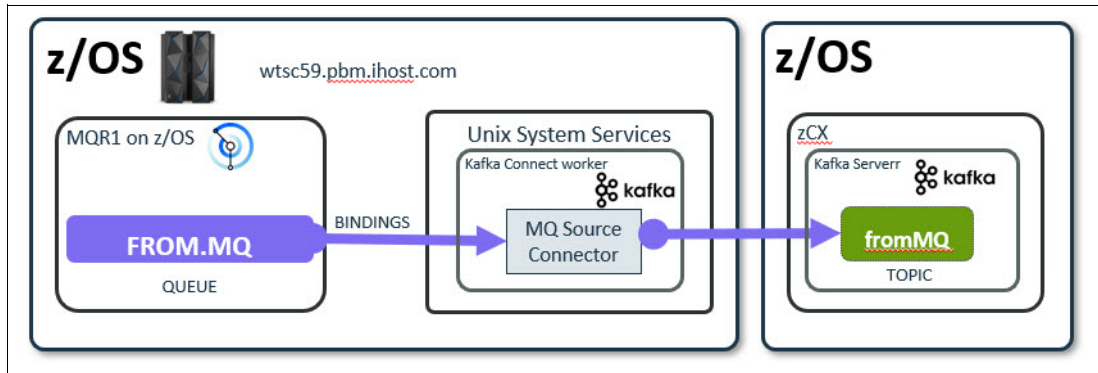 z/OS
wtsc59.pbm.ihost.com
MQR1 on z/OS
FROM.MQ
QUEUE
BINDINGS
Unix System Services
Kafka Connect worker
kafka
MQ Source
Connector
z/OS
zCX
Kafka Serverr
kafka
fromMQ
TOPIC